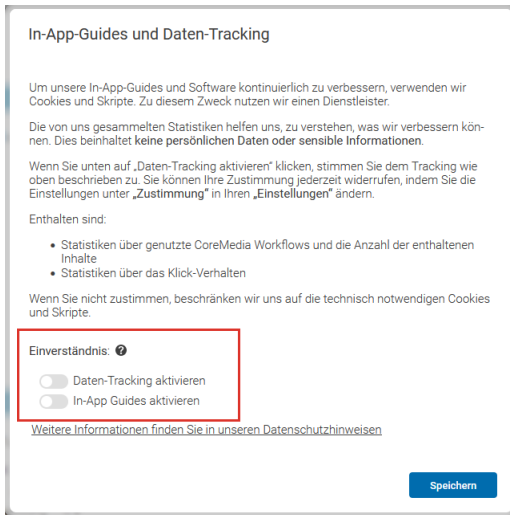 In-App-Guides und Daten-Tracking
Um unsere In-App-Guides und Software kontinuierlich zu verbessern, verwenden wir
Cookies und Skripte. Zu diesem Zweck nutzen wir einen Dienstleister.
Die von uns gesammelten Statistiken helfen uns, zu verstehen, was wir verbessern kön-
nen. Dies beinhaltet keine persönlichen Daten oder sensible Informationen.
Wenn Sie unten auf „Daten-Tracking aktivieren" klicken, stimmen Sie dem Tracking wie
oben beschrieben zu. Sie können Ihre Zustimmung jederzeit widerrufen, indem Sie die
Einstellungen unter „Zustimmung" in Ihren „Einstellungen" ändern.
Enthalten sind:
• Statistiken über genutzte CoreMedia Workflows und die Anzahl der enthaltenen
Inhalte
• Statistiken über das Klick-Verhalten
Wenn Sie nicht zustimmen, beschränken wir uns auf die technisch notwendigen Cookies
und Skripte.
Einverständnis: ?
Daten-Tracking aktivieren
In-App Guides aktivieren
Weitere Informationen finden Sie in unseren Datenschutzhinweisen
Speichern